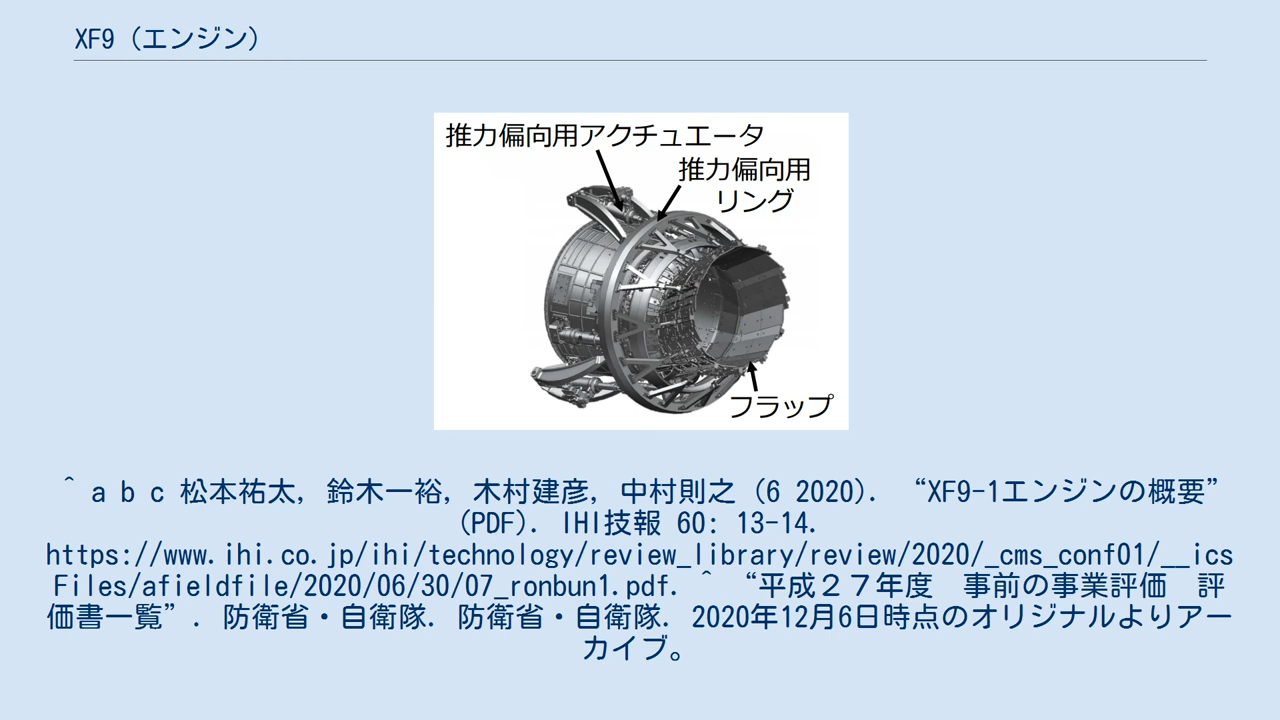 XF9（エンジン）
推力偏向用アクチュエータ
推力偏向用
リング
フラップ
^ a b c 松本祐太, 鈴木一裕, 木村建彦, 中村則之 (6 2020). “XF9-1エンジンの概要”
(PDF). IHI技報 60: 13-14.
https://www.ihi.co.jp/ihi/technology/review_library/review/2020/_cms_conf01/__ics
Files/afieldfile/2020/06/30/07_ronbun1.pdf. ^ “平成２７年度　事前の事業評価　評
価書一覧”. 防衛省・自衛隊. 防衛省・自衛隊. 2020年12月6日時点のオリジナルよりアー
カイブ。